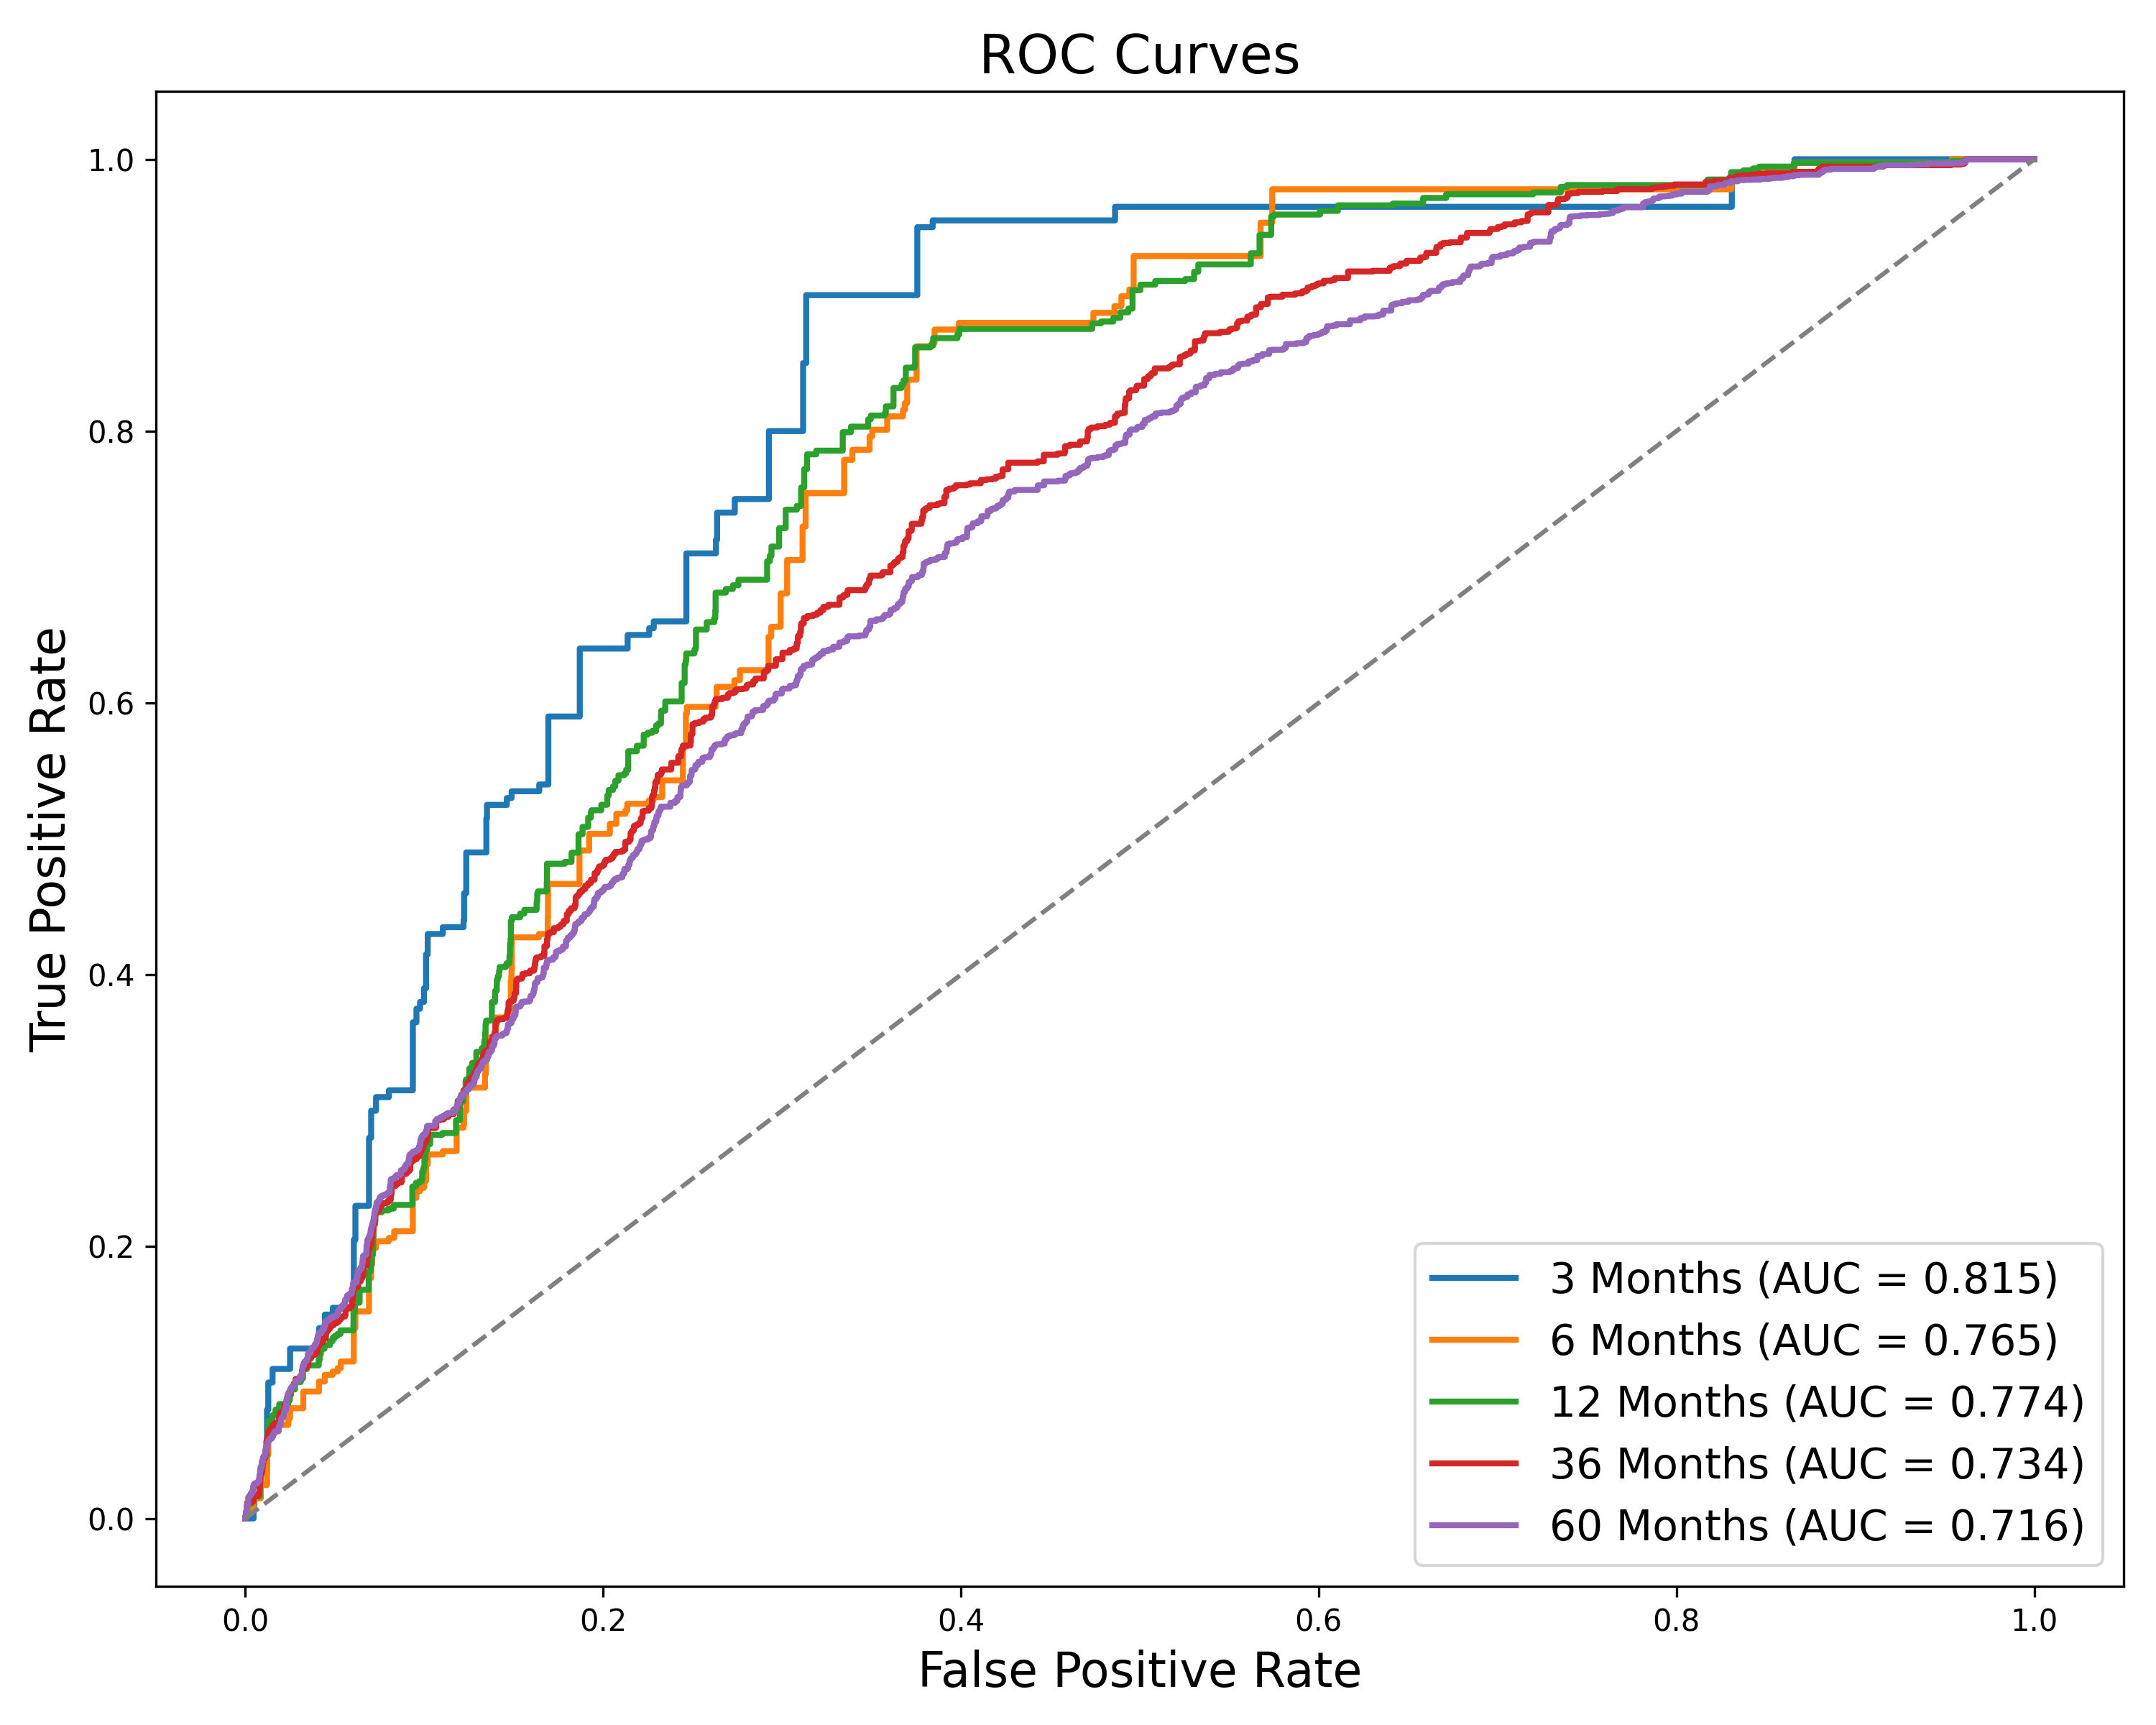 ROC Curves
True Positive Rate
1.0
0.8
0.6
0.4
0.2
0.0
3 Months (AUC = 0.815)
6 Months (AUC = 0.765)
12 Months (AUC = 0.774)
36 Months (AUC = 0.734)
60 Months (AUC = 0.716)
0.0 0.2 0.4 0.6 0.8 1.0
False Positive Rate